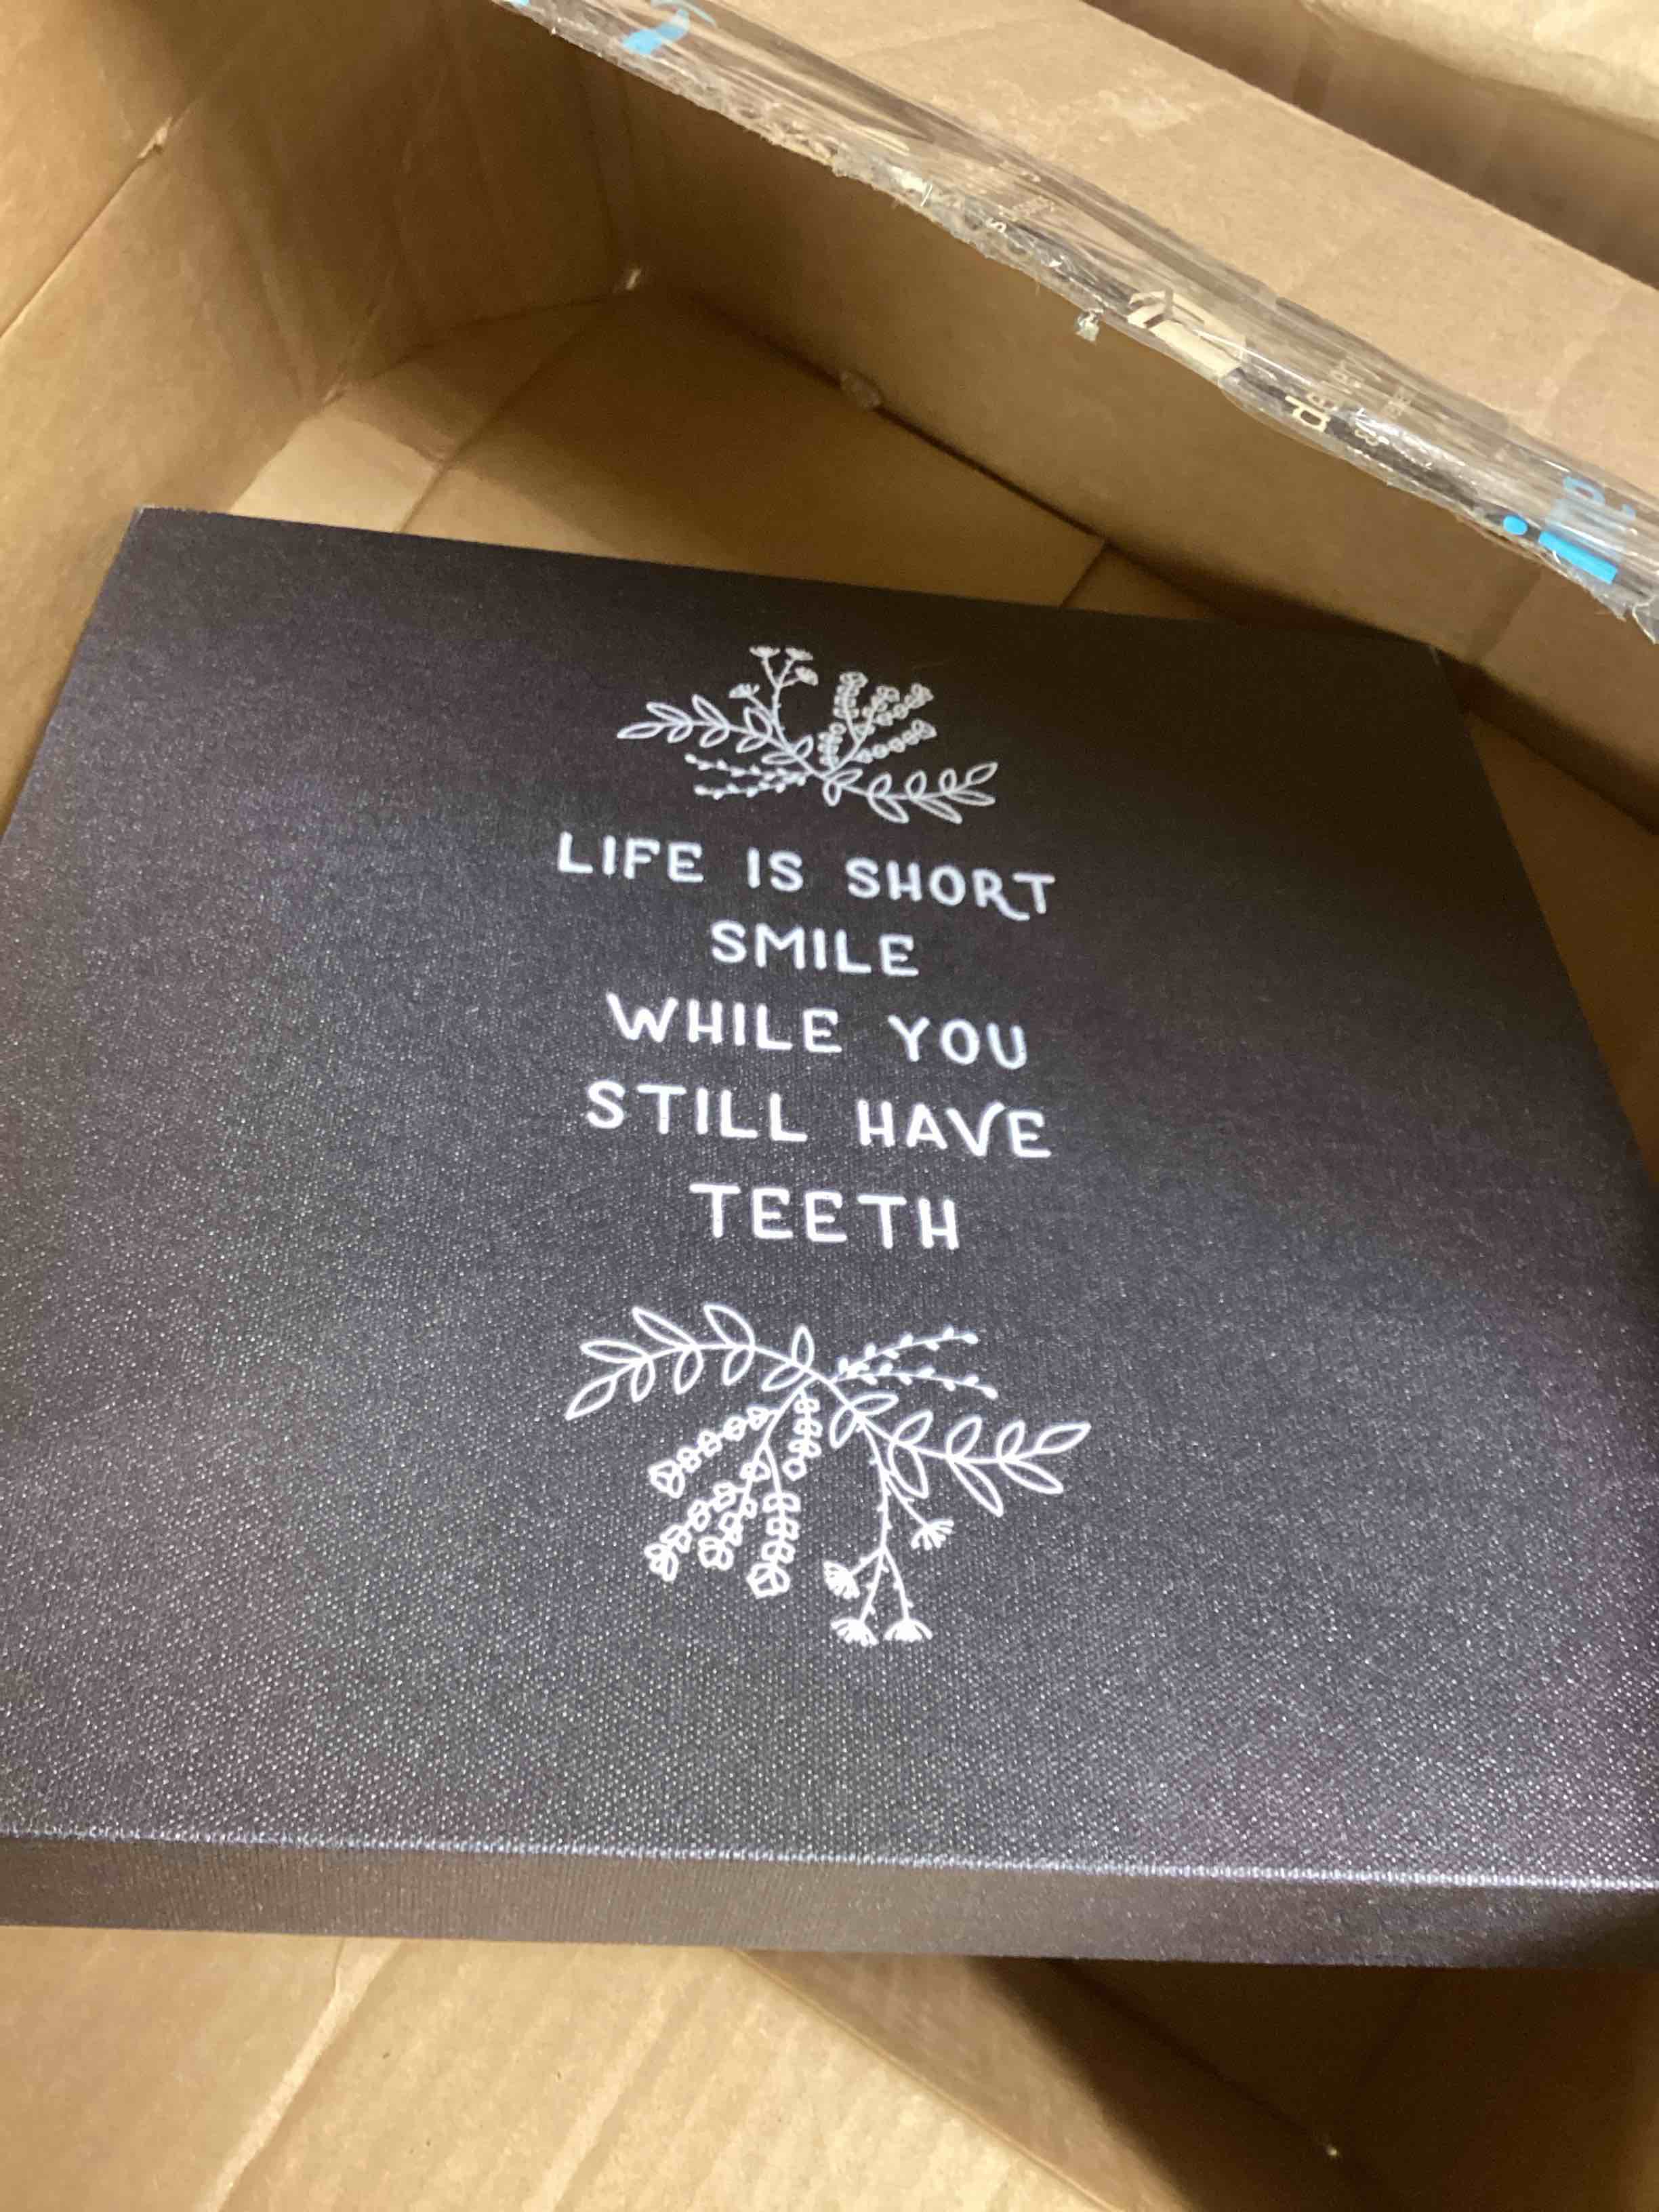 LIFE IS SHORT
SMILE
WHILE YOU
STILL HAVE
TEETH